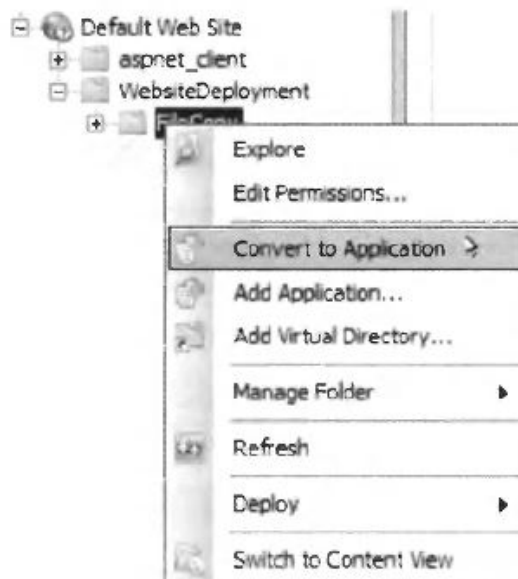 Default Web Site
aspnet_client
WebsiteDeployment
FileCopy
Explore
Edit Permissions...
Convert to Application
Add Application...
Add Virtual Directory...
Manage Folder
Refresh
Deploy
Switch to Content View